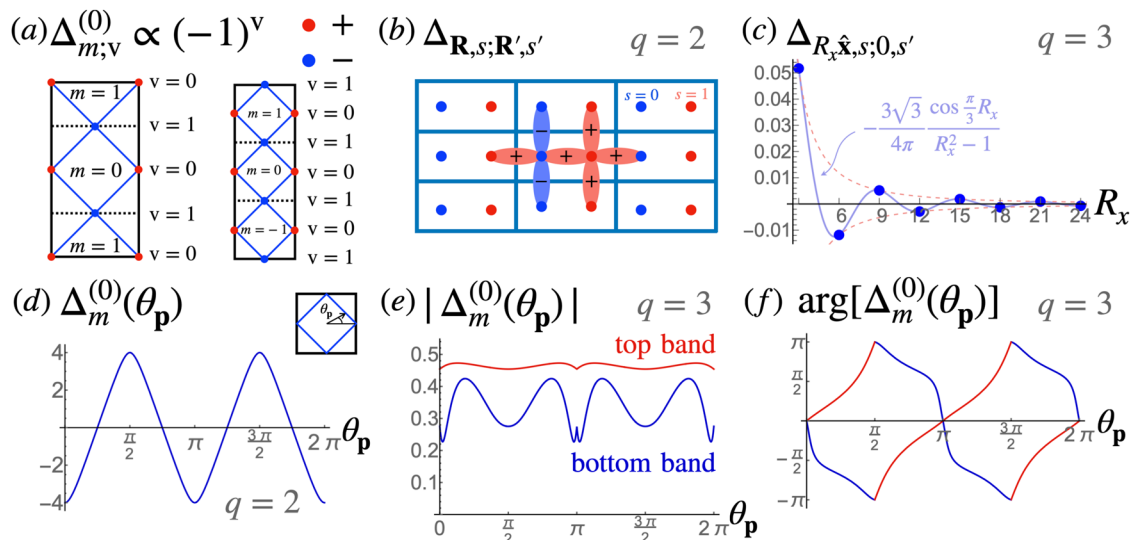 (a) Δ_{m;v}^{(0)} ∝ (−1)^v
+
−
v = 0
m = 1
v = 1
m = 0
v = 0
v = 1
m = 1
v = 0
v = 1
m = 1
v = 0
v = 1
m = 0
v = 0
v = 1
m = −1
v = 0
v = 1
(b) Δ_{R,s;R′,s′} q = 2
s = 0 s = 1
− +
+ + +
− +
(c) Δ_{R_x x̂,s;0,s′} q = 3
0.05
0.04
0.03
0.02
0.01
−0.01
−(3√3/4π) (cos (π/3) R_x)/(R_x² − 1)
3 6 9 12 15 18 21 24 R_x
(d) Δ_m^{(0)}(θ_p)
θ_p
4
2
−2
−4
π/2 π 3π/2 2π θ_p
q = 2
(e) |Δ_m^{(0)}(θ_p)| q = 3
0.5
0.4
0.3
0.2
0.1
top band
bottom band
0 π/2 π 3π/2 2π θ_p
(f) arg[Δ_m^{(0)}(θ_p)] q = 3
π
π/2
−π/2
−π
π/2 π 3π/2 2π θ_p